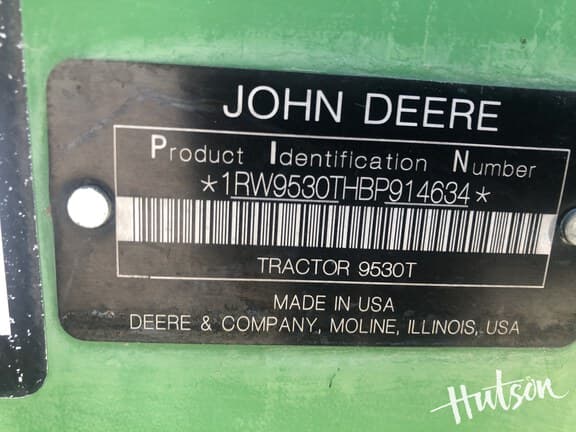 JOHN DEERE
Product Identification Number
*1RW9530THBP914634*
TRACTOR 9530T
MADE IN USA
DEERE & COMPANY, MOLINE, ILLINOIS, USA
Hutson